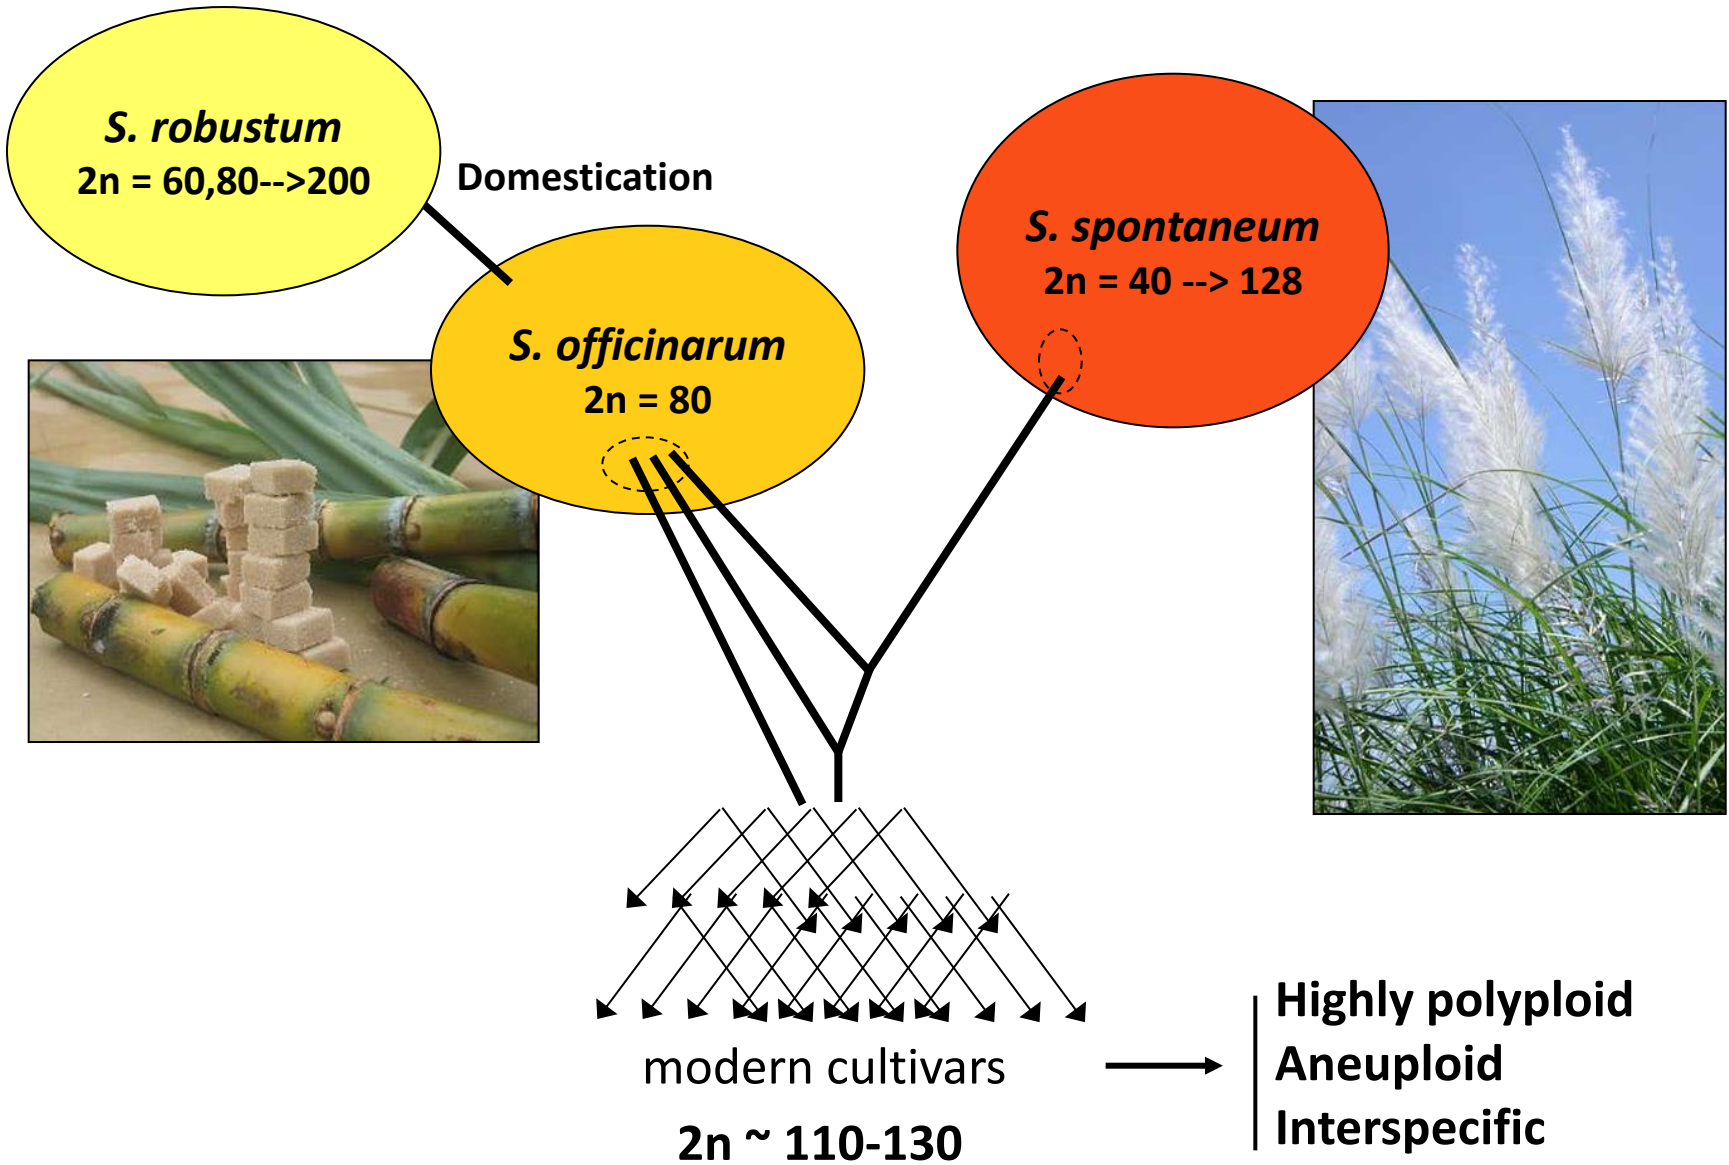 S. robustum
2n = 60,80-->200
Domestication
S. officinarum
2n = 80
S. spontaneum
2n = 40 --> 128
modern cultivars
2n ~ 110-130
Highly polyploid
Aneuploid
Interspecific